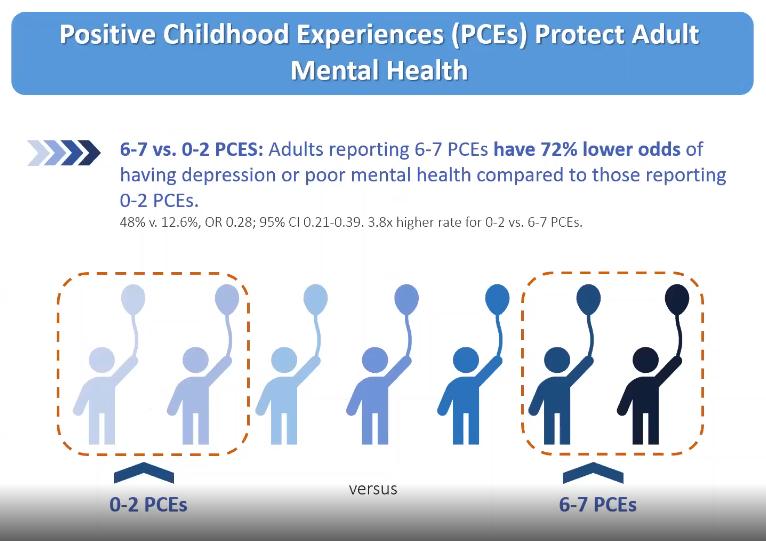 Positive Childhood Experiences (PCEs) Protect Adult
Mental Health
6-7 vs. 0-2 PCES: Adults reporting 6-7 PCEs have 72% lower odds of
having depression or poor mental health compared to those reporting
0-2 PCEs.
48% v. 12.6%, OR 0.28; 95% CI 0.21-0.39. 3.8x higher rate for 0-2 vs. 6-7 PCEs.
versus
0-2 PCEs
6-7 PCEs